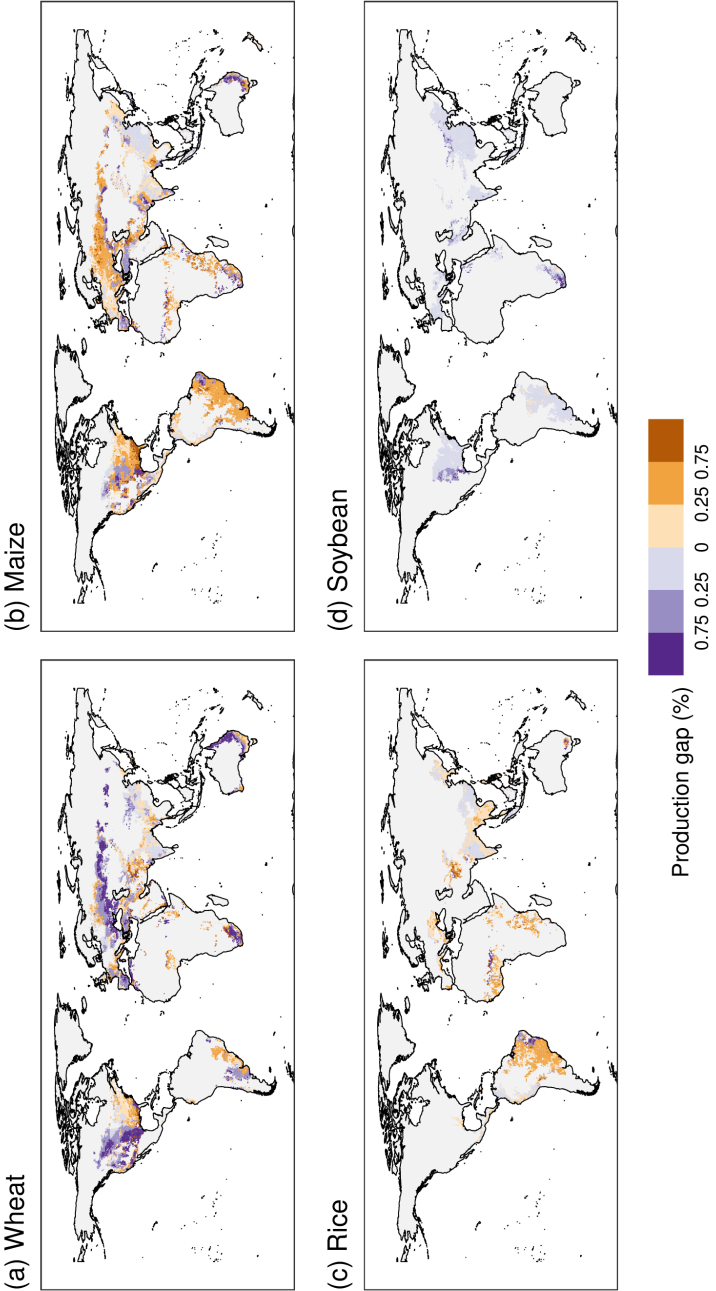 (a) Wheat
(b) Maize
(c) Rice
(d) Soybean
Production gap (%)
0.75 0.25 0 0.25 0.75